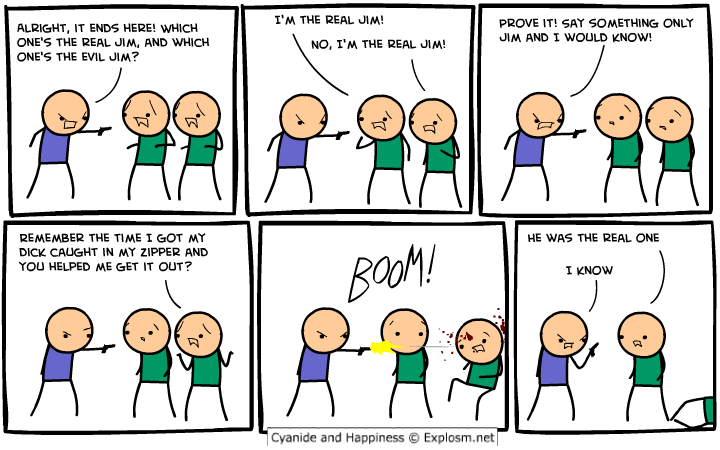 ALRIGHT, IT ENDS HERE! WHICH
ONE'S THE REAL JIM, AND WHICH
ONE'S THE EVIL JIM?
I'M THE REAL JIM!
NO, I'M THE REAL JIM!
PROVE IT! SAY SOMETHING ONLY
JIM AND I WOULD KNOW!
REMEMBER THE TIME I GOT MY
DICK CAUGHT IN MY ZIPPER AND
YOU HELPED ME GET IT OUT?
BOOM!
HE WAS THE REAL ONE
I KNOW
Cyanide and Happiness © Explosm.net